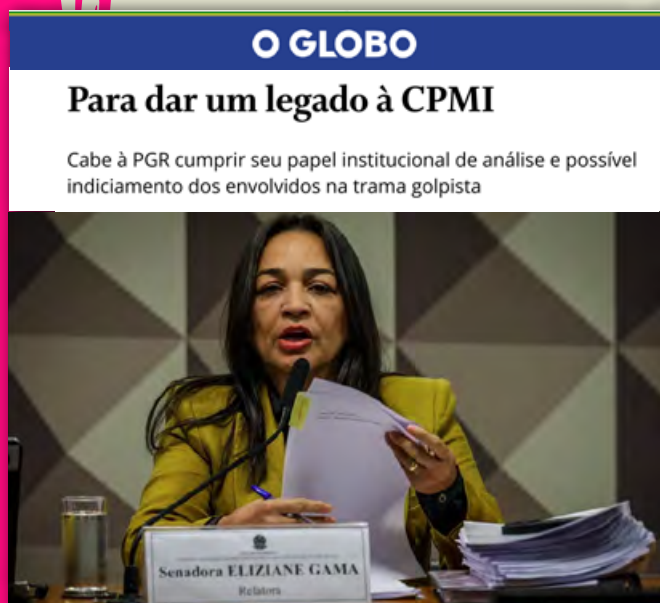 O GLOBO
Para dar um legado à CPMI
Cabe à PGR cumprir seu papel institucional de análise e possível
indiciamento dos envolvidos na trama golpista
Senadora ELIZIANE GAMA
Relatora